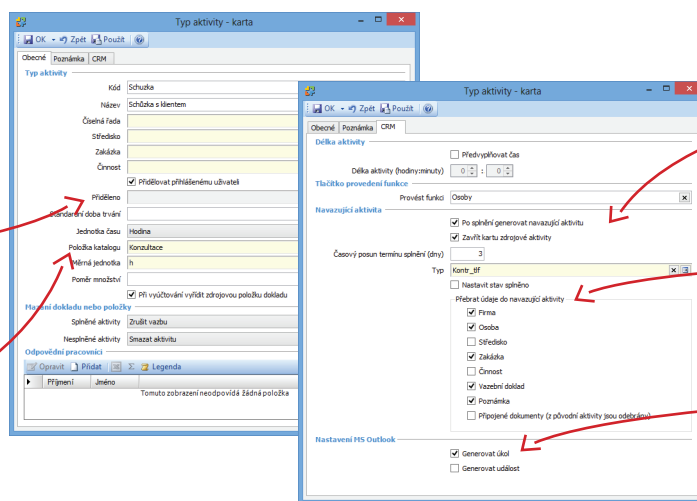 Typ aktivity - karta
OK Zpět Použít
Obecné Poznámka CRM
Typ aktivity
Kód Schuzka
Název Schůzka s klientem
Číselná řada
Středisko
Zakázka
Činnost
Přidělovat přihlášenému uživateli
Přiděleno
Standardní doba trvání
Jednotka času Hodina
Položka katalogu Konzultace
Měrná jednotka h
Poměr množství
Při vyúčtování vyřídit zdrojovou položku dokladu
Mazání dokladu nebo položky
Splněné aktivity Zrušit vazbu
Nesplněné aktivity Smazat aktivitu
Odpovědní pracovníci
Opravit Přidat Σ Legenda
Příjmení Jméno
Tomuto zobrazení neodpovídá žádná položka
Typ aktivity - karta
OK Zpět Použít
Obecné Poznámka CRM
Délka aktivity
Předvyplňovat čas
Délka aktivity (hodiny:minuty) 0 : 0
Tlačítko provedení funkce
Provést funkci Osoby
Navazující aktivita
Po splnění generovat navazující aktivitu
Zavřít kartu zdrojové aktivity
Časový posun termínu splnění (dny) 3
Typ Kontr_tlf
Nastavit stav splněno
Přebrat údaje do navazující aktivity
Firma
Osoba
Středisko
Zakázka
Činnost
Vazební doklad
Poznámka
Připojené dokumenty (z původní aktivity jsou odebrány)
Nastavení MS Outlook
Generovat úkol
Generovat událost